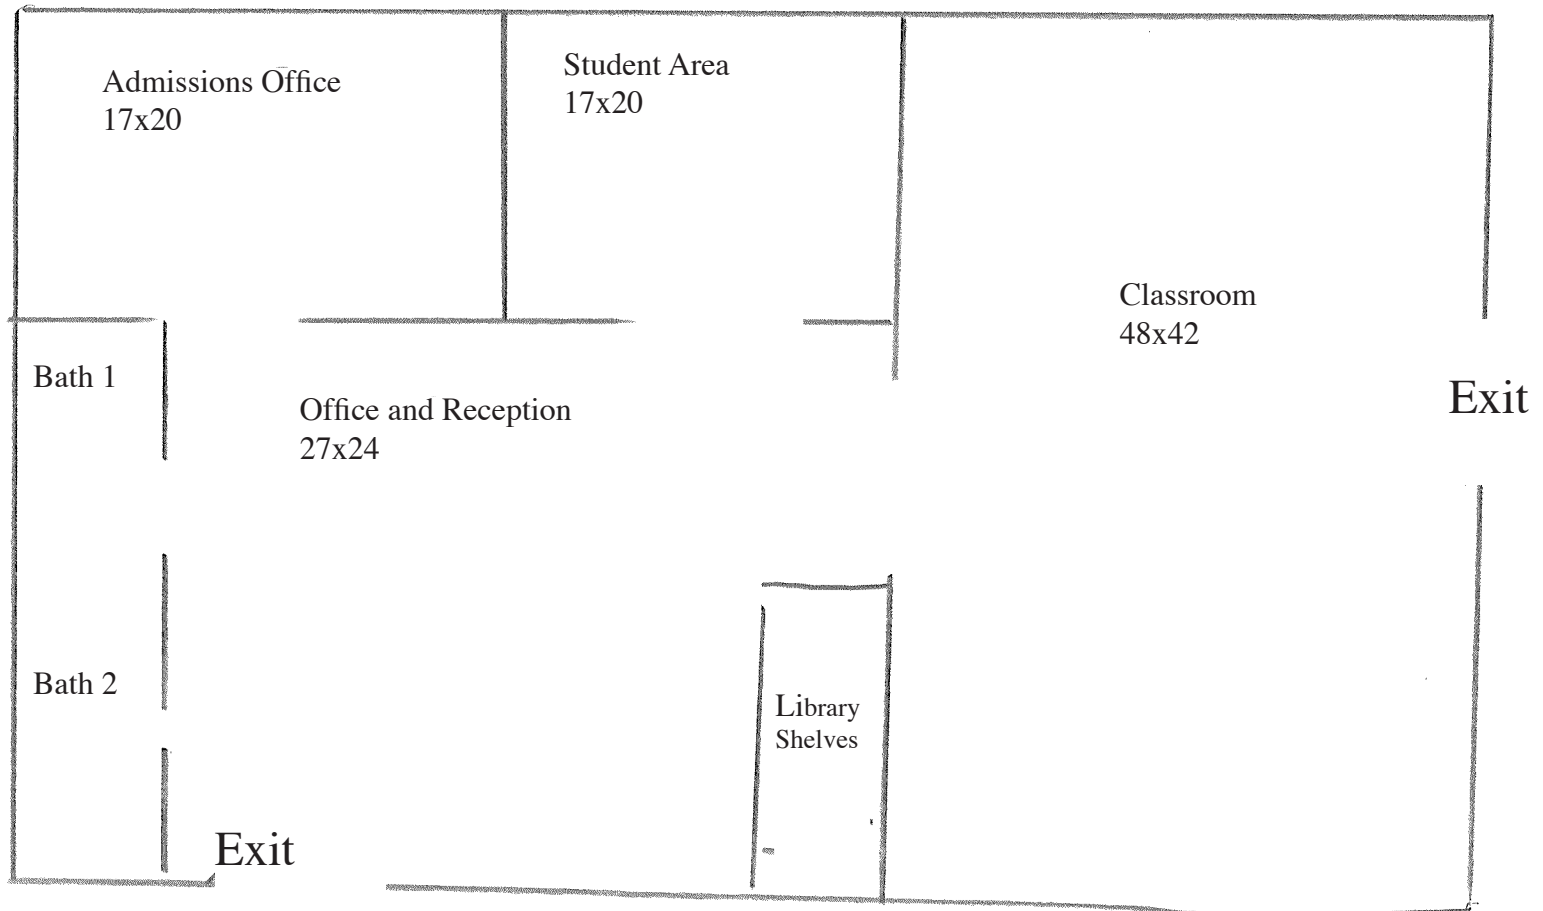 Admissions Office
17x20
Student Area
17x20
Classroom
48x42
Exit
Bath 1
Office and Reception
27x24
Bath 2
Library
Shelves
Exit